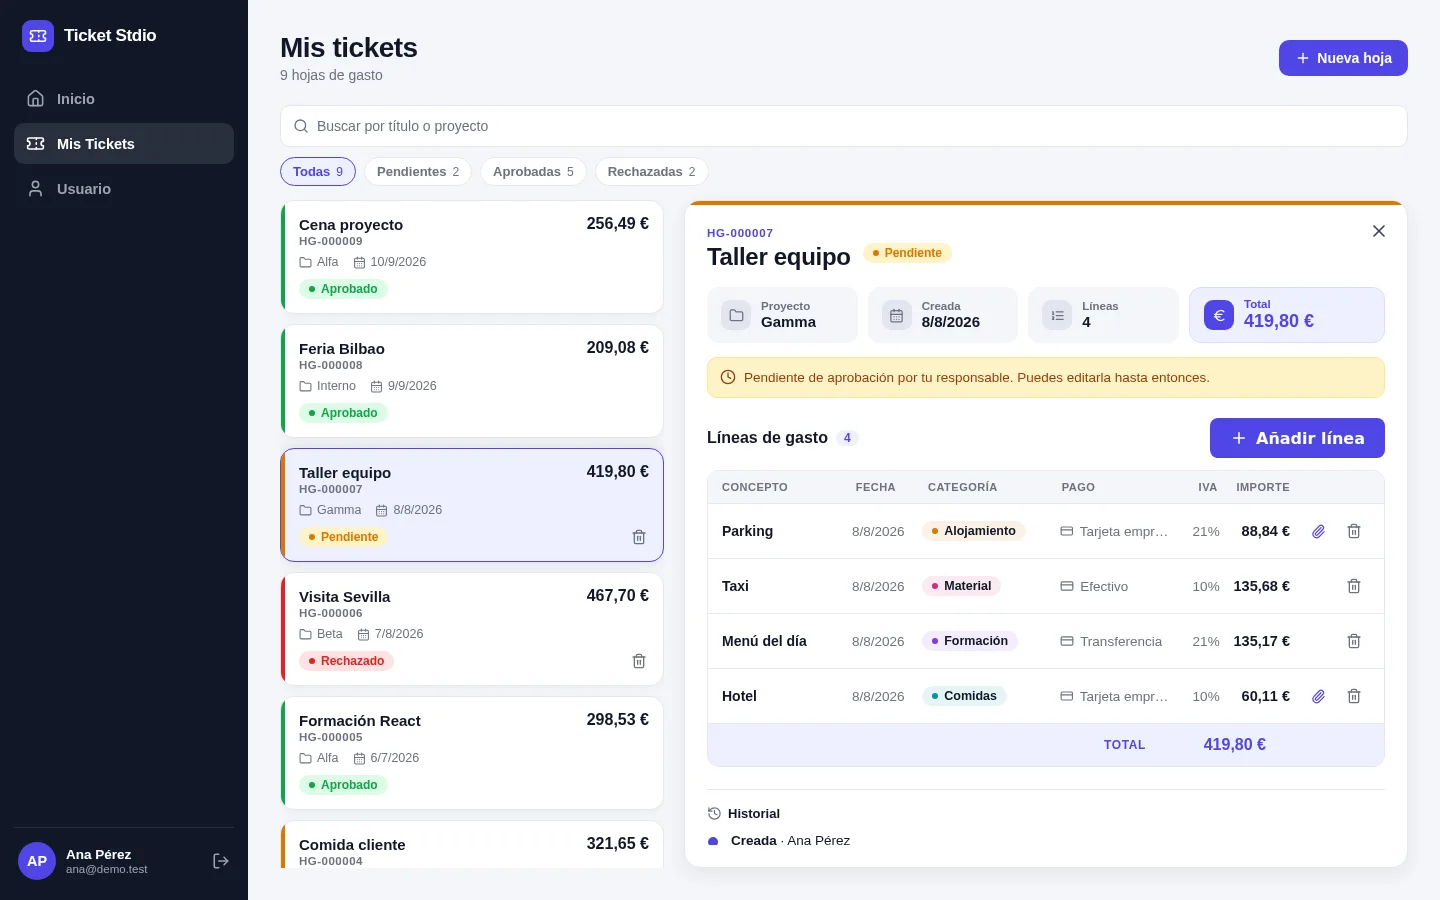 Ticket Stdio
Inicio
Mis Tickets
Usuario
AP
Ana Pérez
ana@demo.test
Mis tickets
9 hojas de gasto
Nueva hoja
Buscar por título o proyecto
Todas 9
Pendientes 2
Aprobadas 5
Rechazadas 2
Cena proyecto 256,49 €
HG-000009
Alfa 10/9/2026
Aprobado
Feria Bilbao 209,08 €
HG-000008
Interno 9/9/2026
Aprobado
Taller equipo 419,80 €
HG-000007
Gamma 8/8/2026
Pendiente
Visita Sevilla 467,70 €
HG-000006
Beta 7/8/2026
Rechazado
Formación React 298,53 €
HG-000005
Alfa 6/7/2026
Aprobado
Comida cliente 321,65 €
HG-000004
HG-000007
Taller equipo Pendiente
Proyecto
Gamma
Creada
8/8/2026
Líneas
4
Total
419,80 €
Pendiente de aprobación por tu responsable. Puedes editarla hasta entonces.
Líneas de gasto 4
Añadir línea
CONCEPTO FECHA CATEGORÍA PAGO IVA IMPORTE
Parking 8/8/2026 Alojamiento Tarjeta empr… 21% 88,84 €
Taxi 8/8/2026 Material Efectivo 10% 135,68 €
Menú del día 8/8/2026 Formación Transferencia 21% 135,17 €
Hotel 8/8/2026 Comidas Tarjeta empr… 10% 60,11 €
TOTAL 419,80 €
Historial
Creada · Ana Pérez